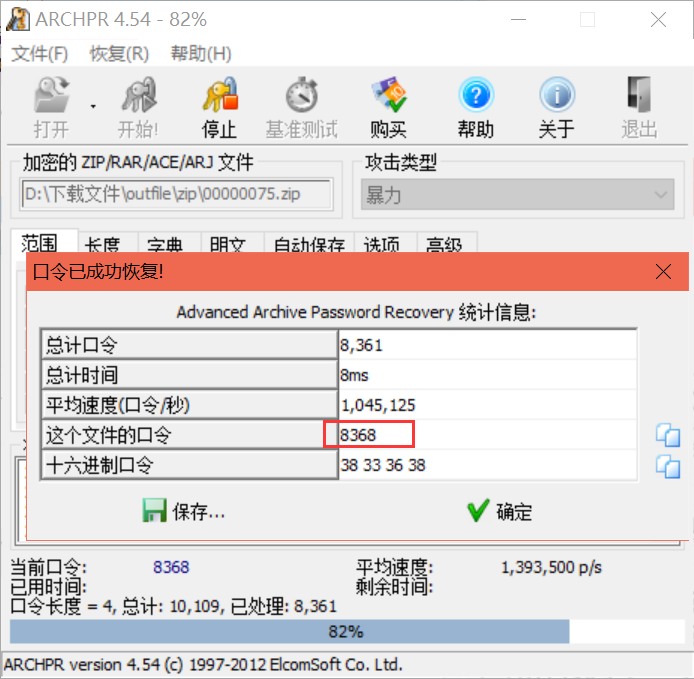 ARCHPR 4.54 - 82%
文件(F) 恢复(R) 帮助(H)
打开 开始! 停止 基准测试 购买 帮助 关于 退出
加密的 ZIP/RAR/ACE/ARJ 文件 攻击类型
D:\下载文件\outfile\zip\00000075.zip 暴力
范围 长度 字典 明文 自动保存 选项 高级
口令已成功恢复!
Advanced Archive Password Recovery 统计信息:
总计口令 8,361
总计时间 8ms
平均速度(口令/秒) 1,045,125
这个文件的口令 8368
十六进制口令 38 33 36 38
保存... 确定
当前口令: 8368 平均速度: 1,393,500 p/s
已用时间: 剩余时间:
口令长度 = 4, 总计: 10,109, 已处理: 8,361
82%
ARCHPR version 4.54 (c) 1997-2012 ElcomSoft Co. Ltd.